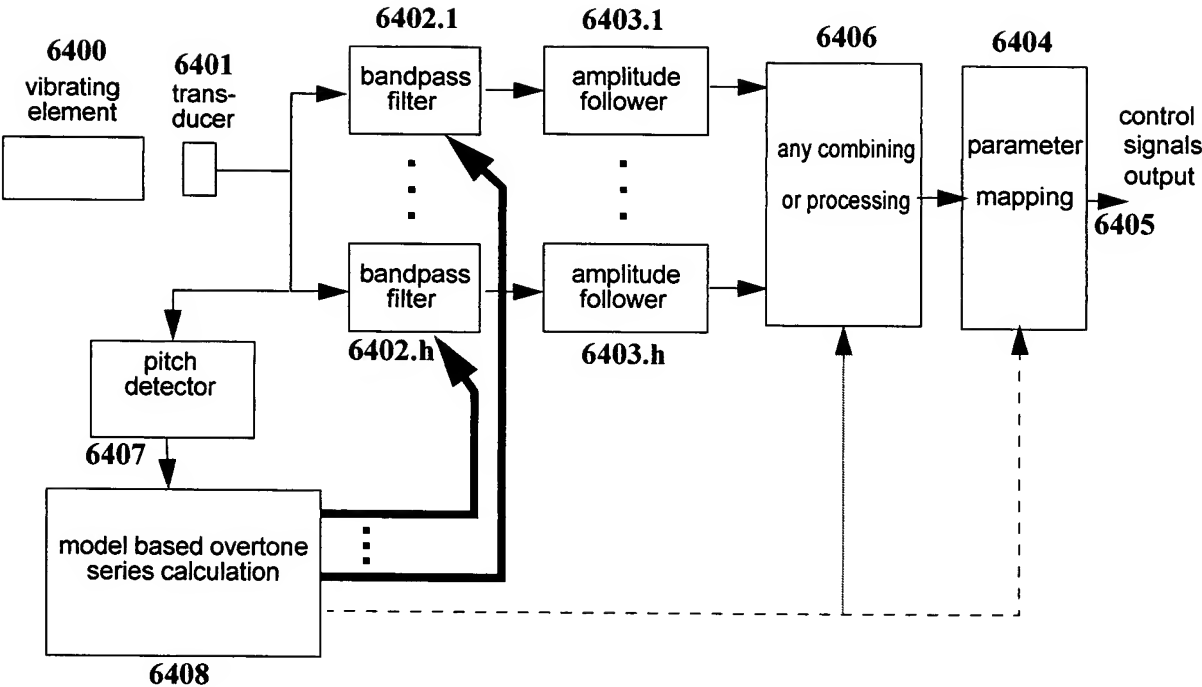 6400
vibrating
element
6401
trans-
ducer
6402.1
bandpass
filter
6403.1
amplitude
follower
6406
any combining
or processing
6404
parameter
mapping
control
signals
output
6405
bandpass
filter
6402.h
amplitude
follower
6403.h
pitch
detector
6407
model based overtone
series calculation
6408